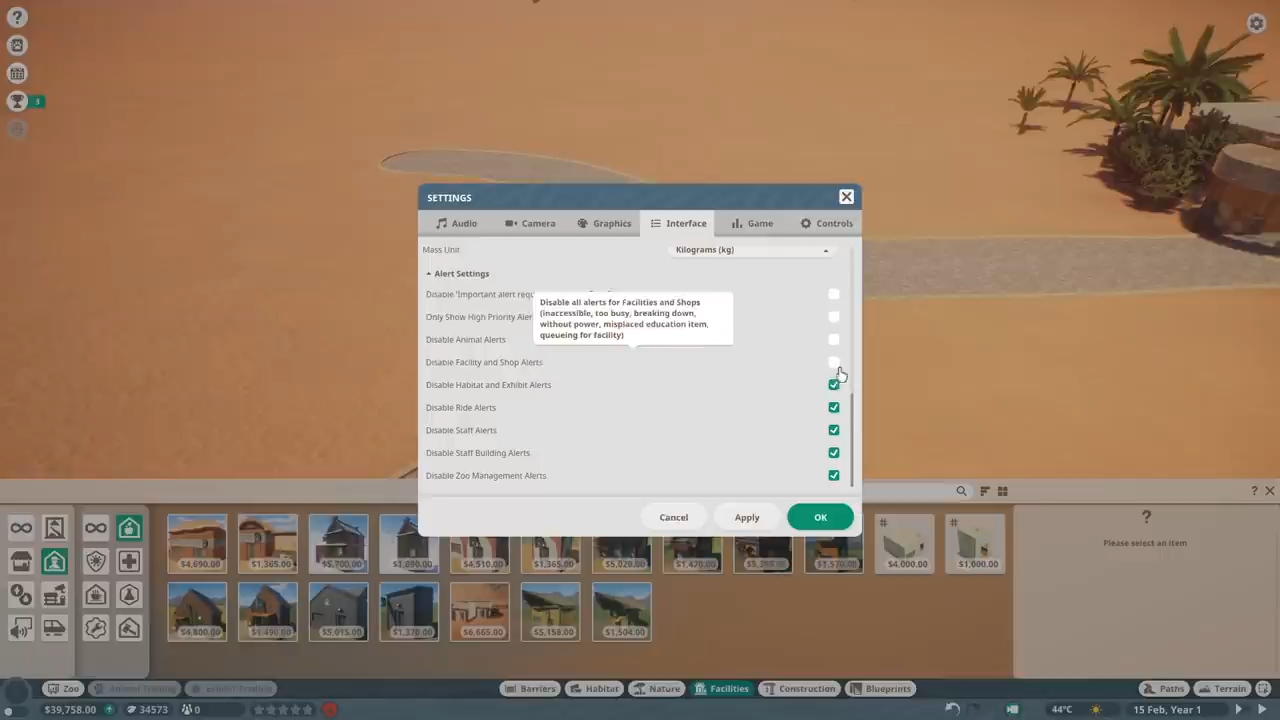 ?
3
SETTINGS
Audio
Camera
Graphics
Interface
Game
Controls
Mass Unit
Kilograms (kg)
Alert Settings
Disable 'Important alert
Disable all alerts for Facilities and Shops
(inaccessible, too busy, breaking down,
without power, misplaced education item,
queueing for facility)
Only Show High Priority
Disable Animal Alerts
Disable Facility and Shop Alerts
Disable Habitat and Exhibit Alerts
Disable Ride Alerts
Disable Staff Alerts
Disable Staff Building Alerts
Disable Zoo Management Alerts
Cancel
Apply
OK
?
?
Please select an item
$4,690.00
$1,365.00
$5,700.00
$4,510.00
$1,365.00
$5,020.00
$1,470.00
$1,570.00
#
$4,000.00
#
$1,000.00
$4,800.00
$1,490.00
$5,015.00
$1,370.00
$6,665.00
$5,158.00
$1,504.00
Zoo
Animal Trading
Exhibit Trading
Barriers
Habitat
Nature
Facilities
Construction
Blueprints
Paths
Terrain
$39,758.00
34573
0
44°C
15 Feb, Year 1